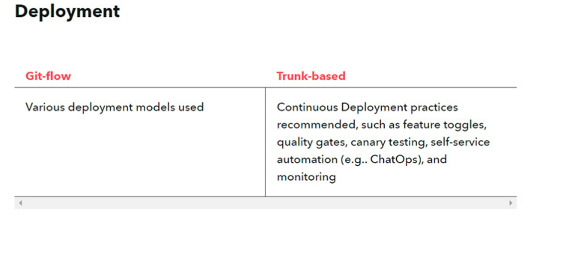 Deployment
Git-flow
Trunk-based
Various deployment models used
Continuous Deployment practices
recommended, such as feature toggles,
quality gates, canary testing, self-service
automation (e.g.. ChatOps), and
monitoring